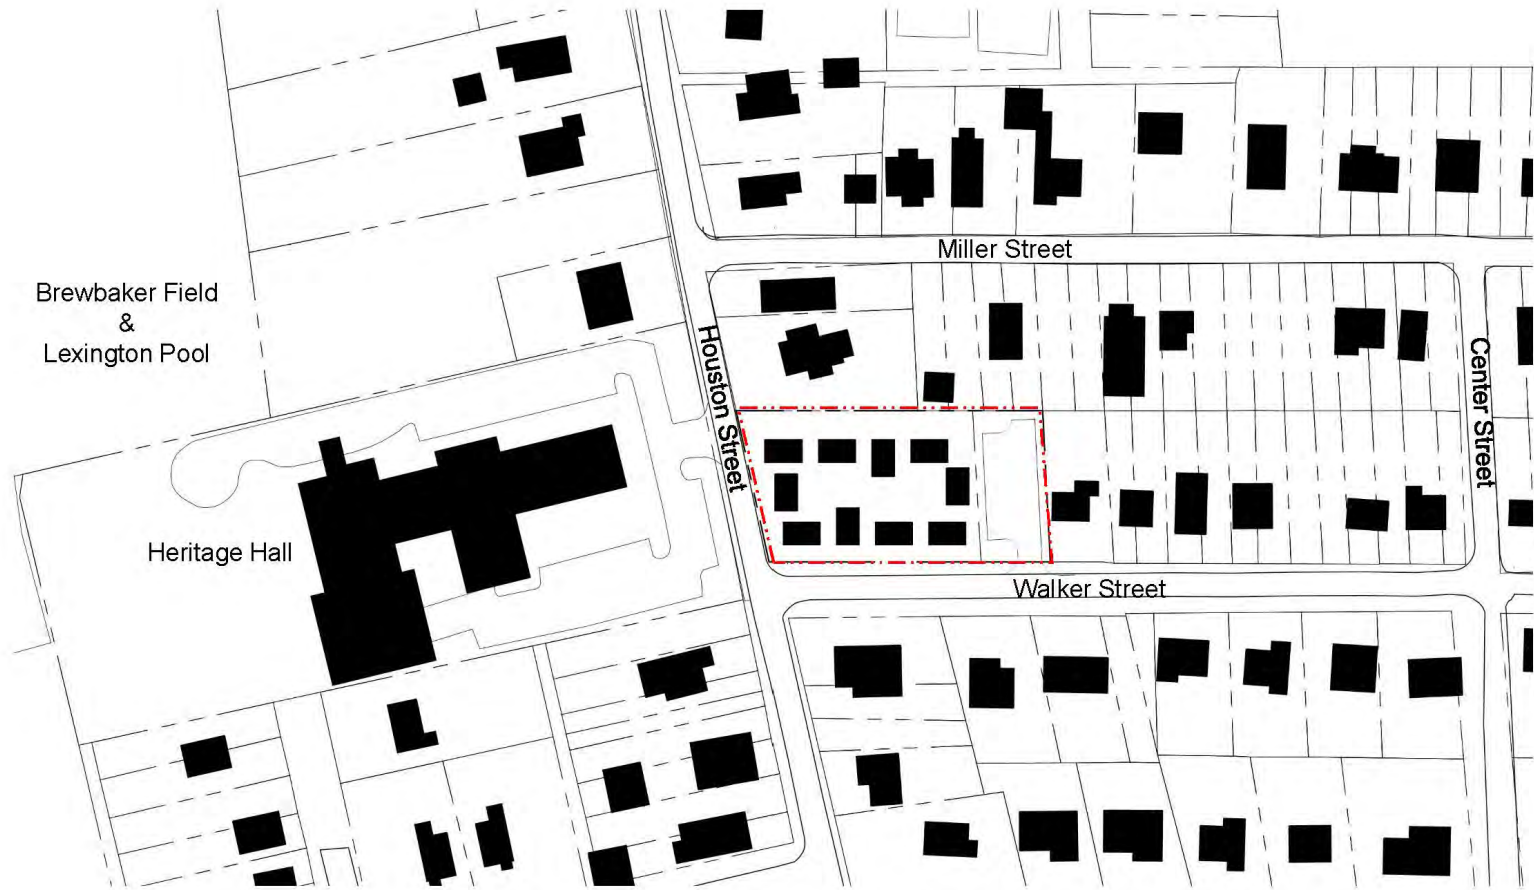 Miller Street
Brewbaker Field
&
Lexington Pool
Houston Street
Center Street
Heritage Hall
Walker Street